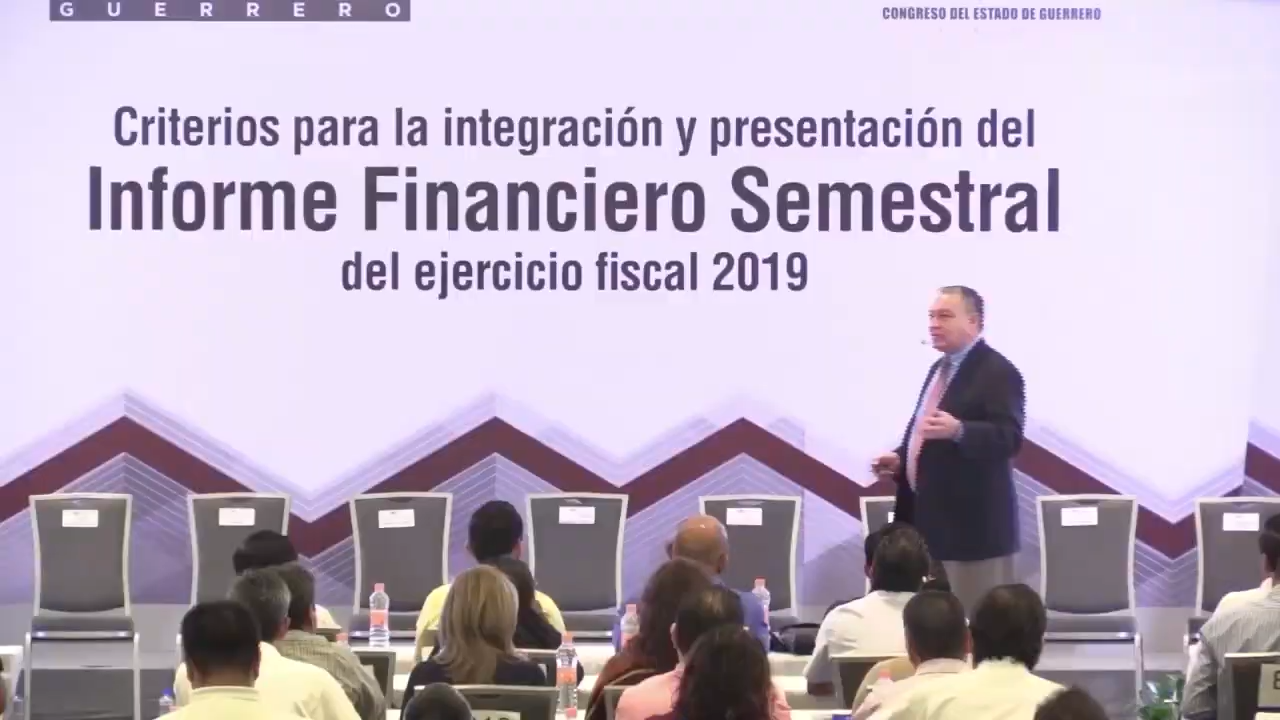 GUERRERO
CONGRESO DEL ESTADO DE GUERRERO
Criterios para la integración y presentación del
Informe Financiero Semestral
del ejercicio fiscal 2019